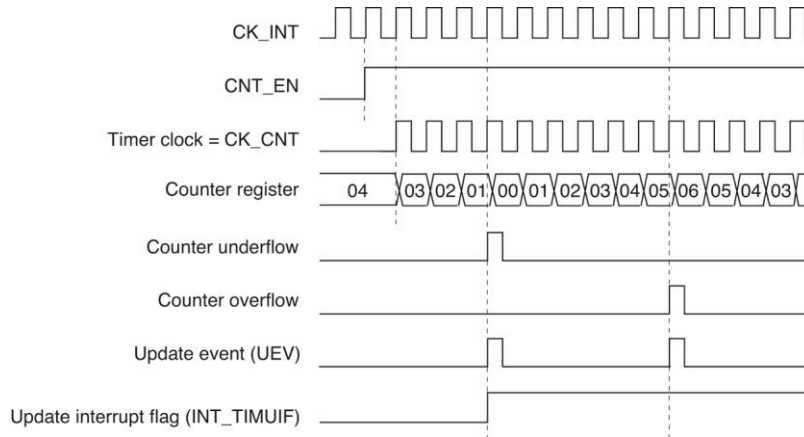 CK_INT
CNT_EN
Timer clock = CK_CNT
Counter register 04 03 02 01 00 01 02 03 04 05 06 05 04 03
Counter underflow
Counter overflow
Update event (UEV)
Update interrupt flag (INT_TIMUIF)